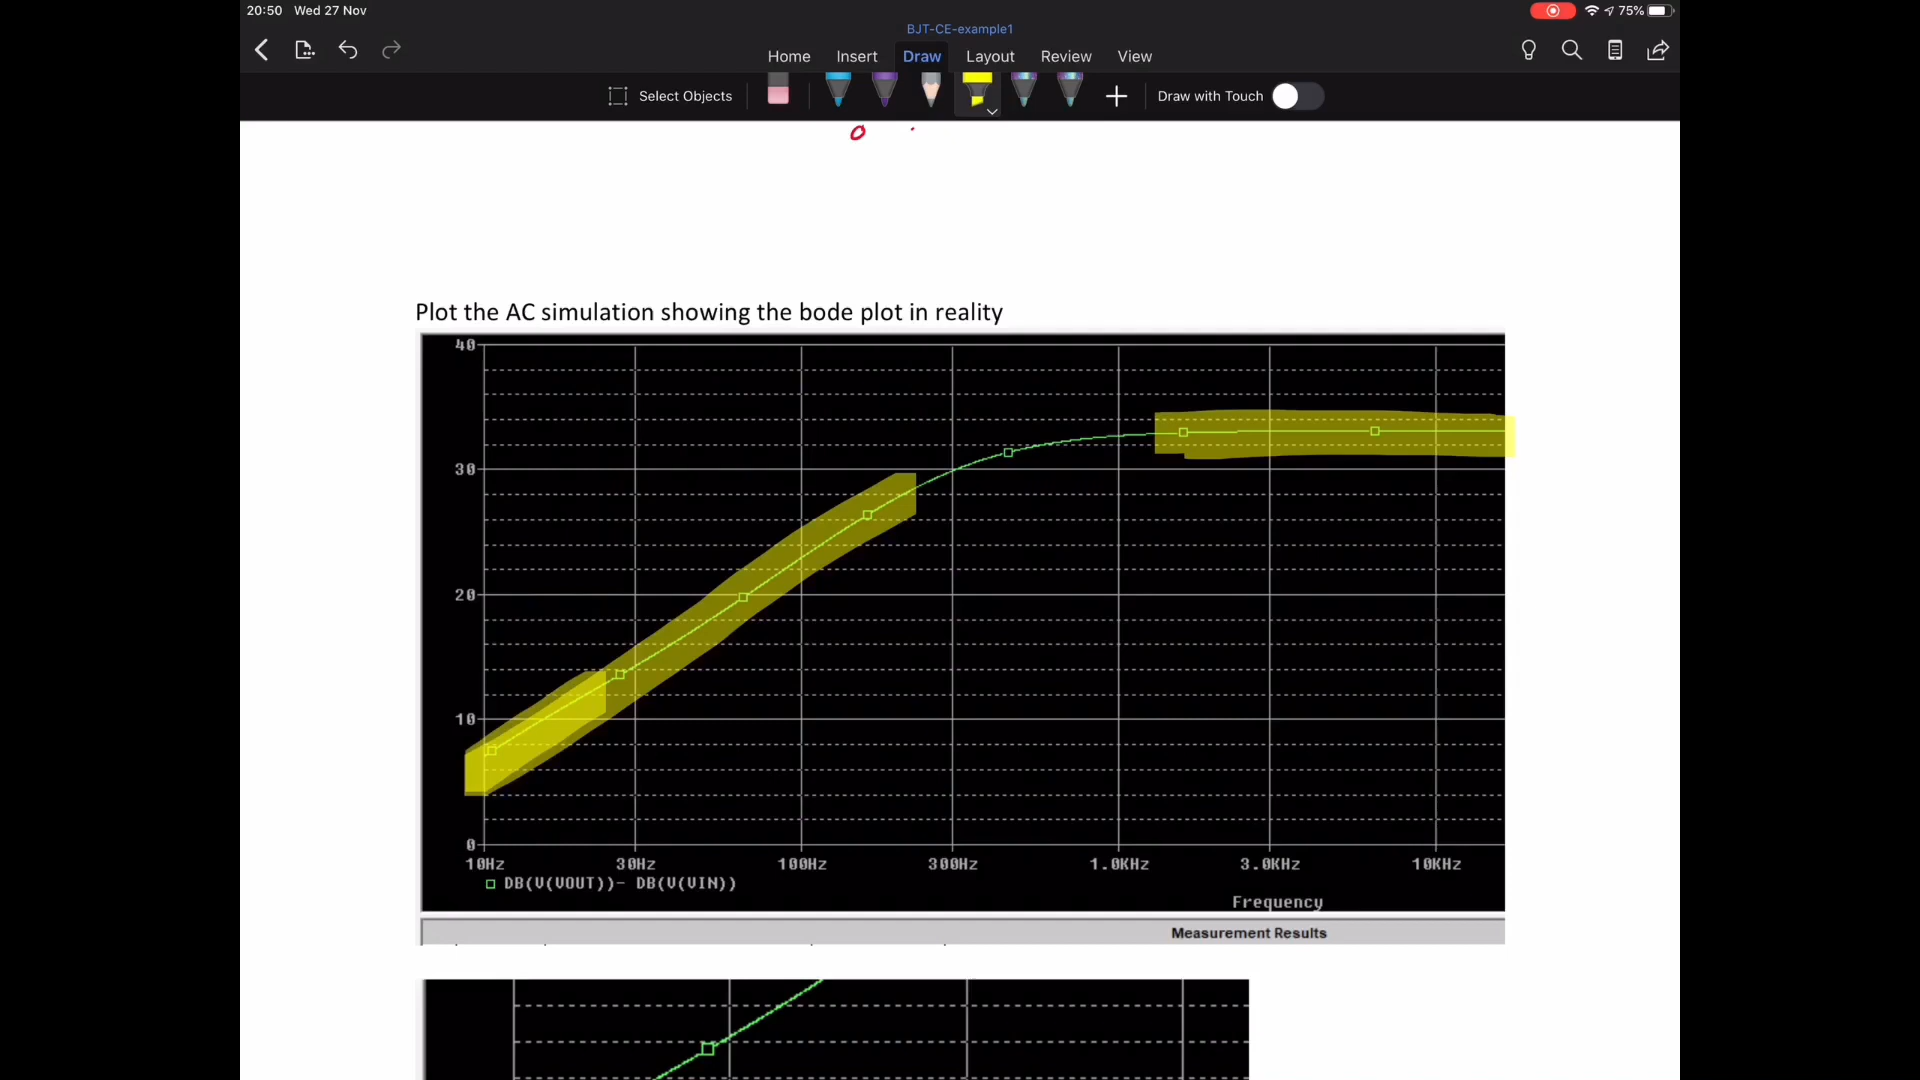 20:50 Wed 27 Nov
75%
BJT-CE-example1
Home Insert Draw Layout Review View
Select Objects
Draw with Touch
Plot the AC simulation showing the bode plot in reality
40
30
20
10
0
10Hz 30Hz 100Hz 300Hz 1.0KHz 3.0KHz 10KHz
DB(V(VOUT))- DB(V(VIN))
Frequency
Measurement Results